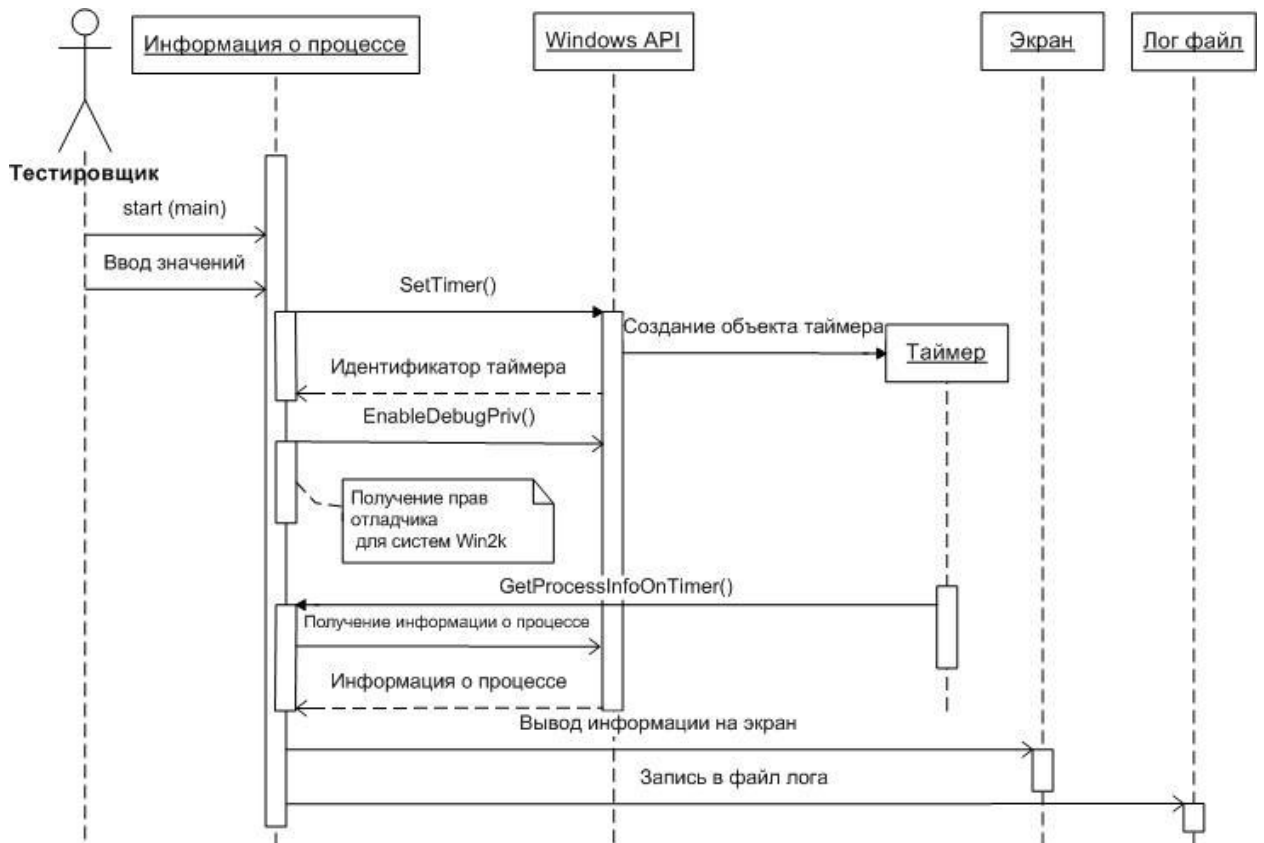 Информация о процессе
Windows API
Экран
Лог файл
Тестировщик
start (main)
Ввод значений
SetTimer()
Создание объекта таймера
Таймер
Идентификатор таймера
EnableDebugPriv()
Получение прав
отладчика
для систем Win2k
GetProcessInfoOnTimer()
Получение информации о процессе
Информация о процессе
Вывод информации на экран
Запись в файл лога